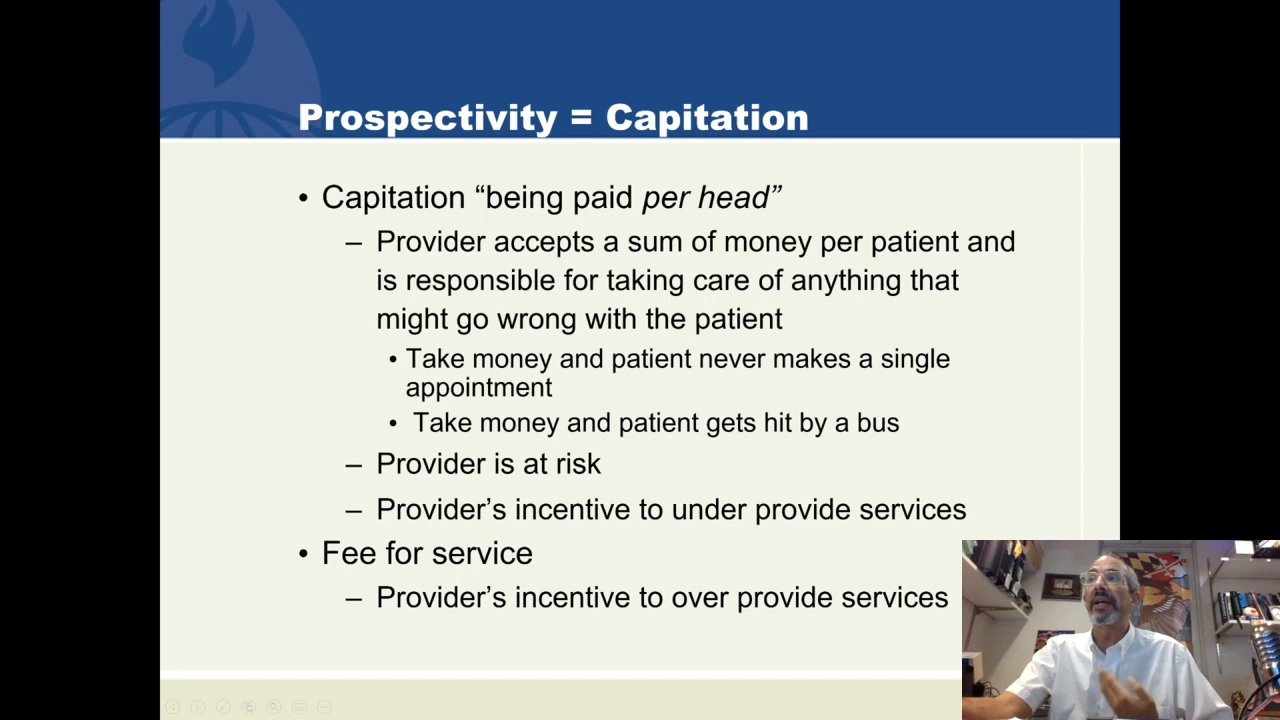 Prospectivity = Capitation
• Capitation “being paid per head”
– Provider accepts a sum of money per patient and
is responsible for taking care of anything that
might go wrong with the patient
• Take money and patient never makes a single
appointment
• Take money and patient gets hit by a bus
– Provider is at risk
– Provider’s incentive to under provide services
• Fee for service
– Provider’s incentive to over provide services